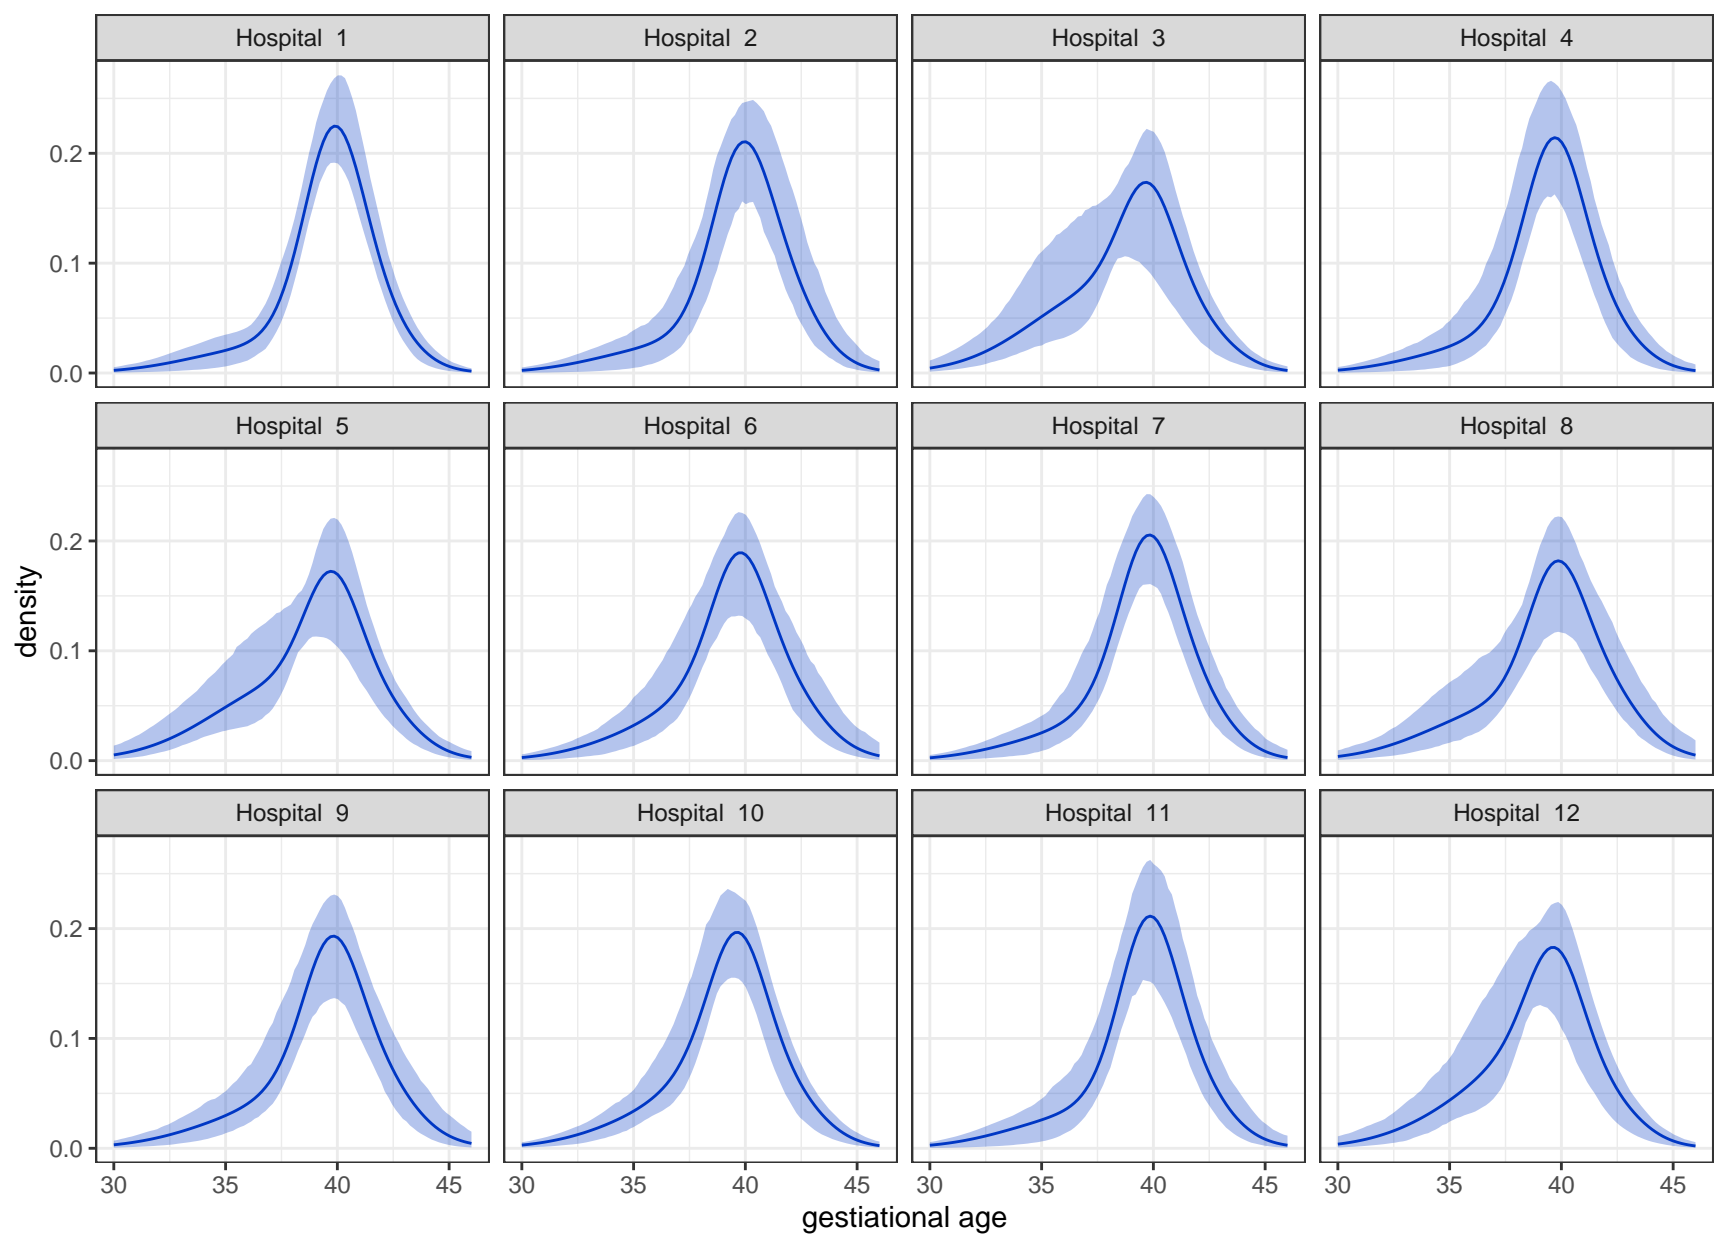 Hospital 1
Hospital 2
Hospital 3
Hospital 4
0.2
0.1
0.0
Hospital 5
Hospital 6
Hospital 7
Hospital 8
0.2
0.1
0.0
density
Hospital 9
Hospital 10
Hospital 11
Hospital 12
0.2
0.1
0.0
30 35 40 45 30 35 40 45 30 35 40 45 30 35 40 45
gestiational age